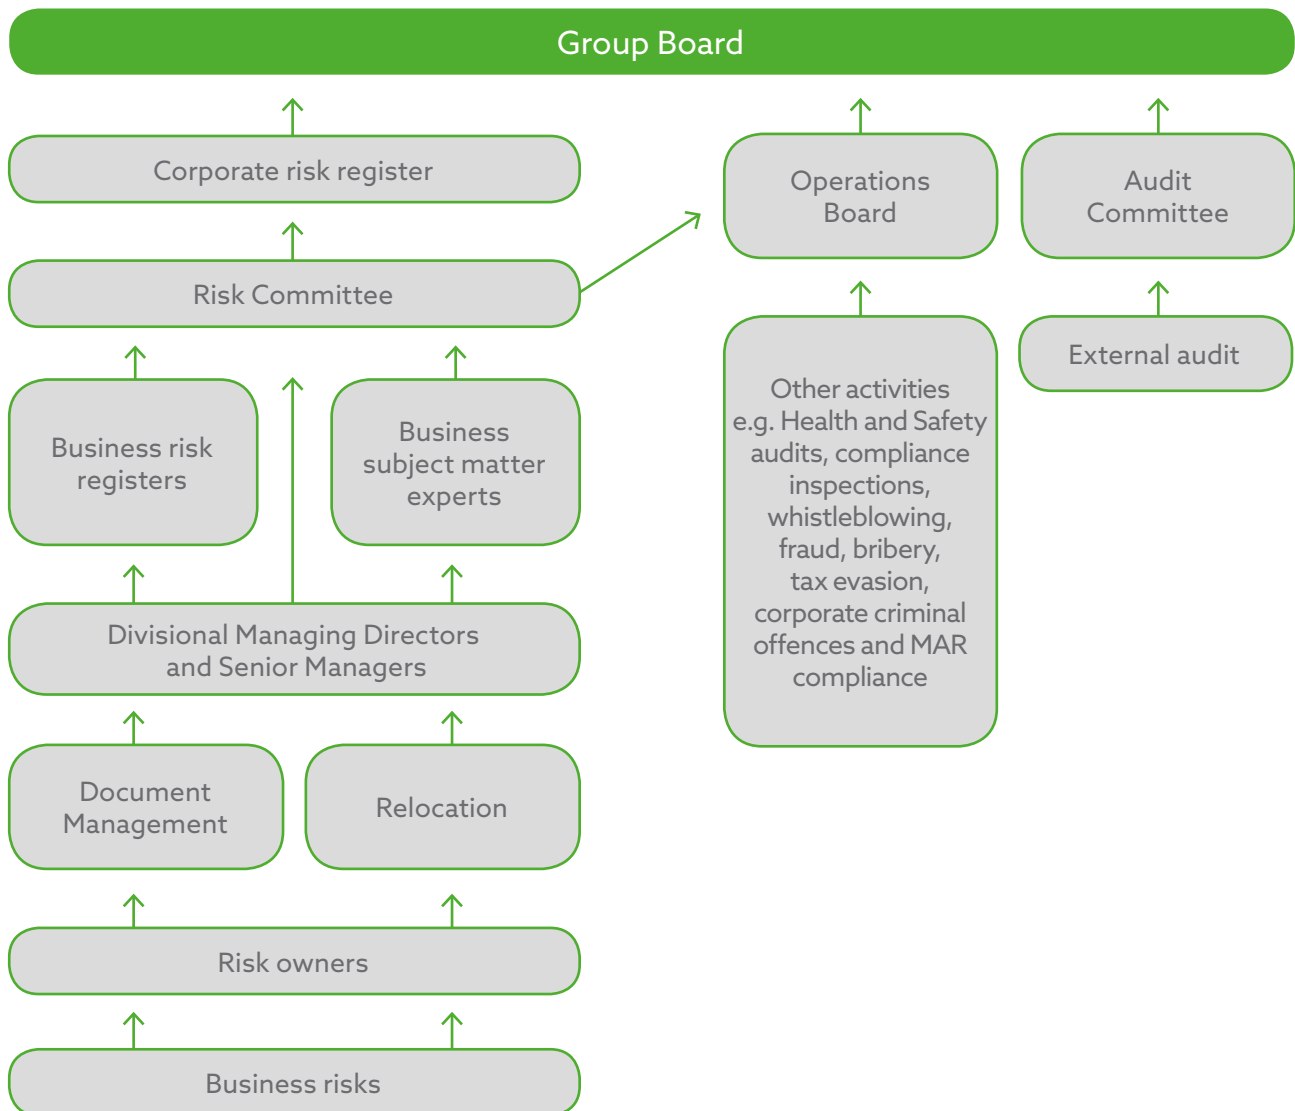 Group Board
Corporate risk register
Operations
Board
Audit
Committee
Risk Committee
External audit
Business risk
registers
Business
subject matter
experts
Other activities
e.g. Health and Safety
audits, compliance
inspections,
whistleblowing,
fraud, bribery,
tax evasion,
corporate criminal
offences and MAR
compliance
Divisional Managing Directors
and Senior Managers
Document
Management
Relocation
Risk owners
Business risks